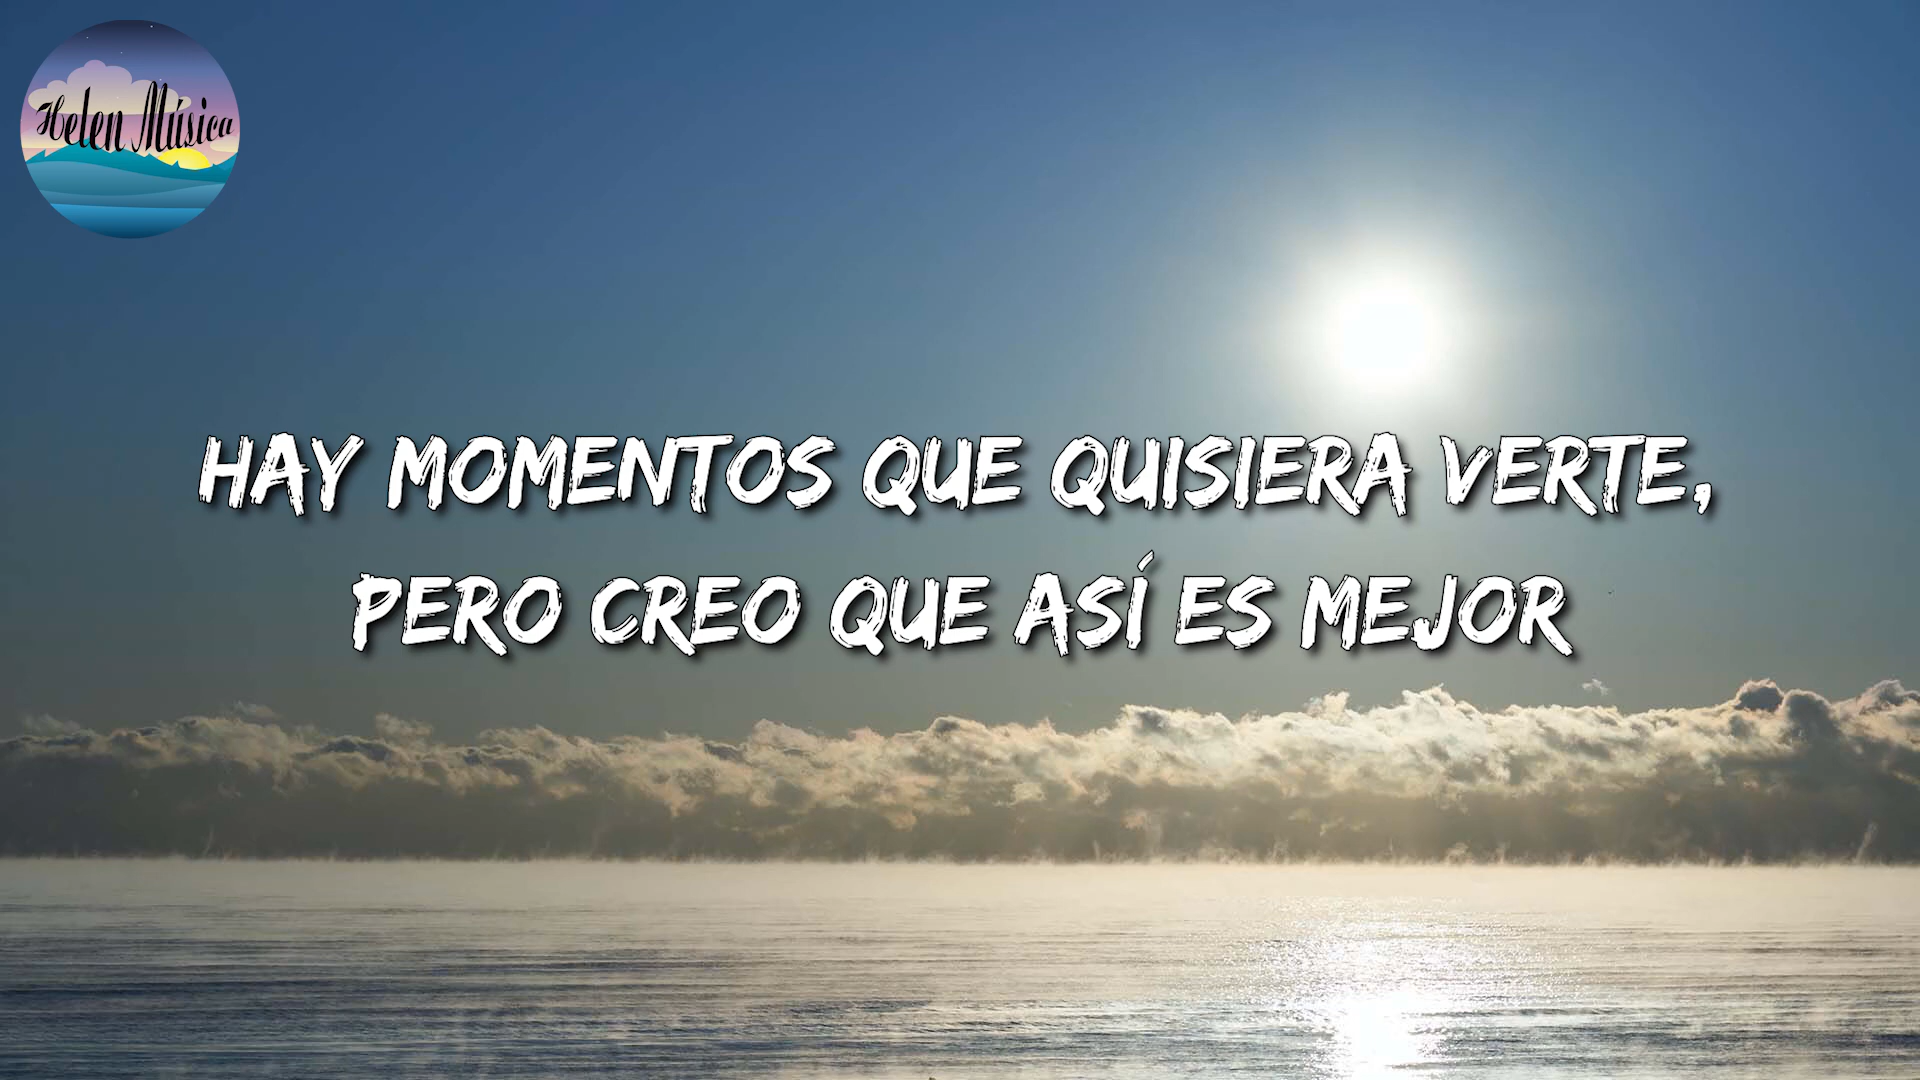 Helen Música
HAY MOMENTOS QUE QUISIERA VERTE,
PERO CREO QUE ASÍ ES MEJOR